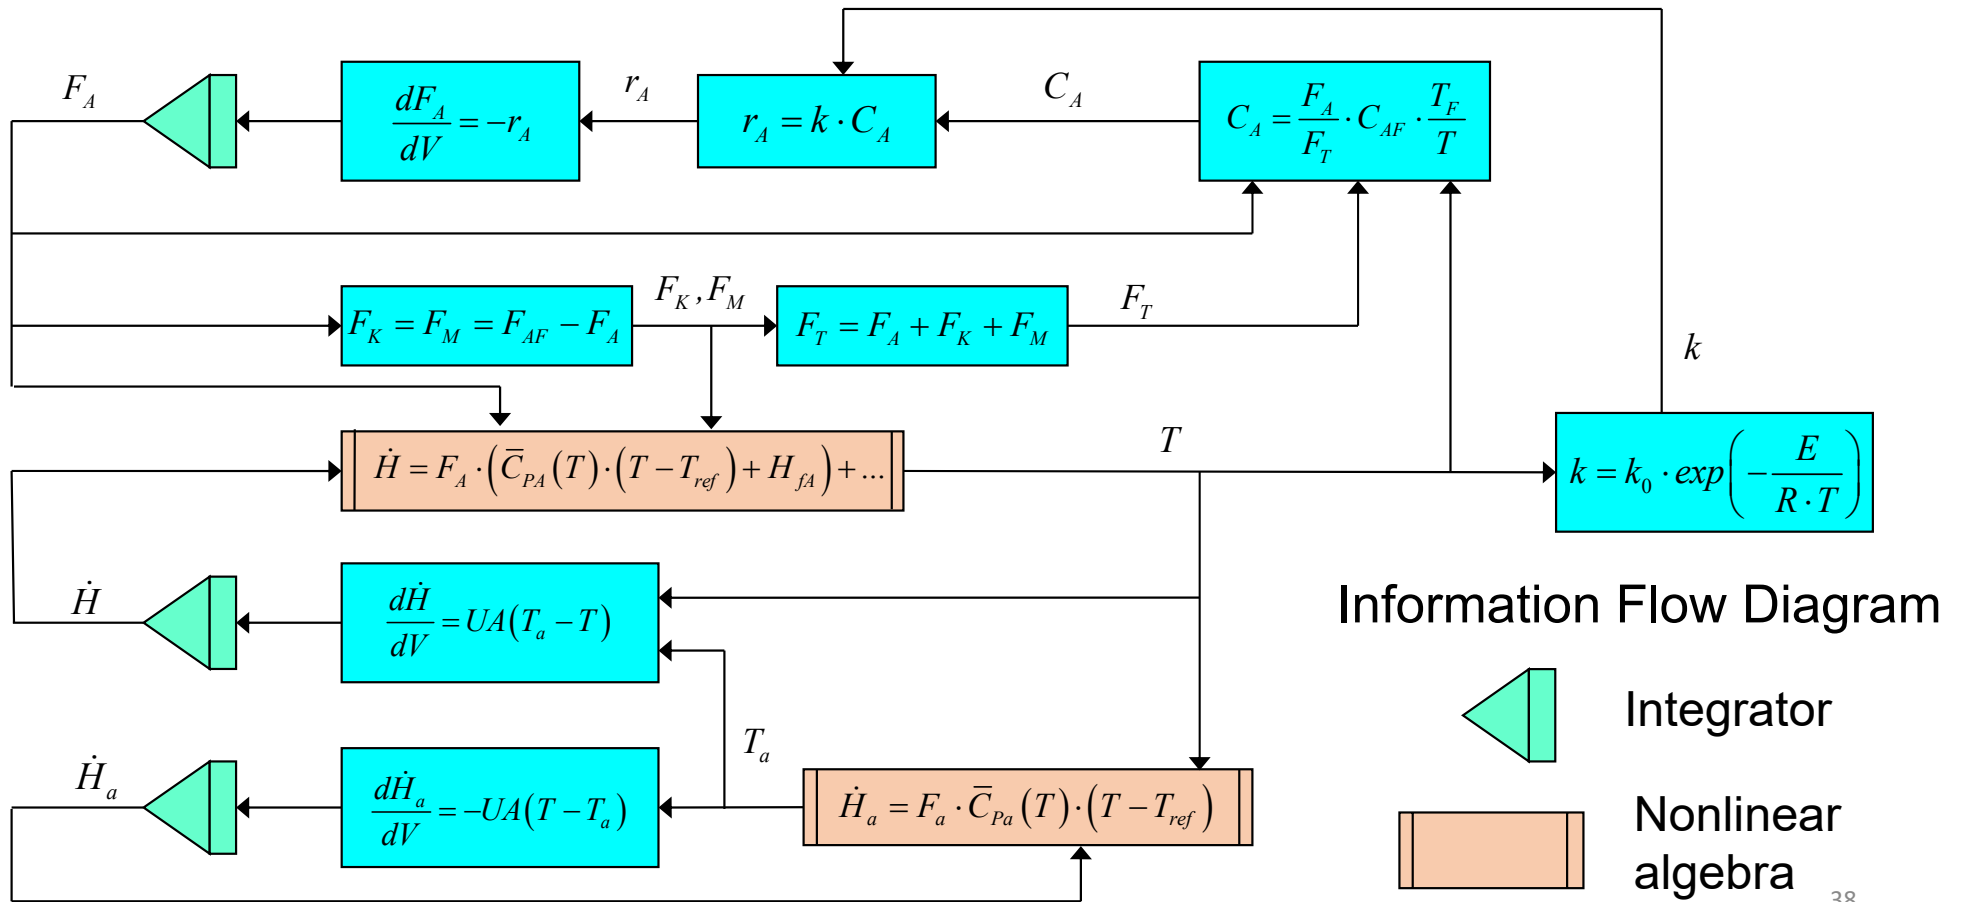 F_A
dF_A/dV = -r_A
r_A
r_A = k · C_A
C_A
C_A = F_A/F_T · C_AF · T_F/T
F_K = F_M = F_AF − F_A
F_K, F_M
F_T = F_A + F_K + F_M
F_T
k
Ḣ = F_A · (C̅_PA(T) · (T − T_ref) + H_fA) + ...
T
k = k_0 · exp(−E/(R · T))
Ḣ
dḢ/dV = UA(T_a − T)
Information Flow Diagram
Integrator
T_a
Ḣ_a
dḢ_a/dV = −UA(T − T_a)
Ḣ_a = F_a · C̅_Pa(T) · (T − T_ref)
Nonlinear
algebra
38